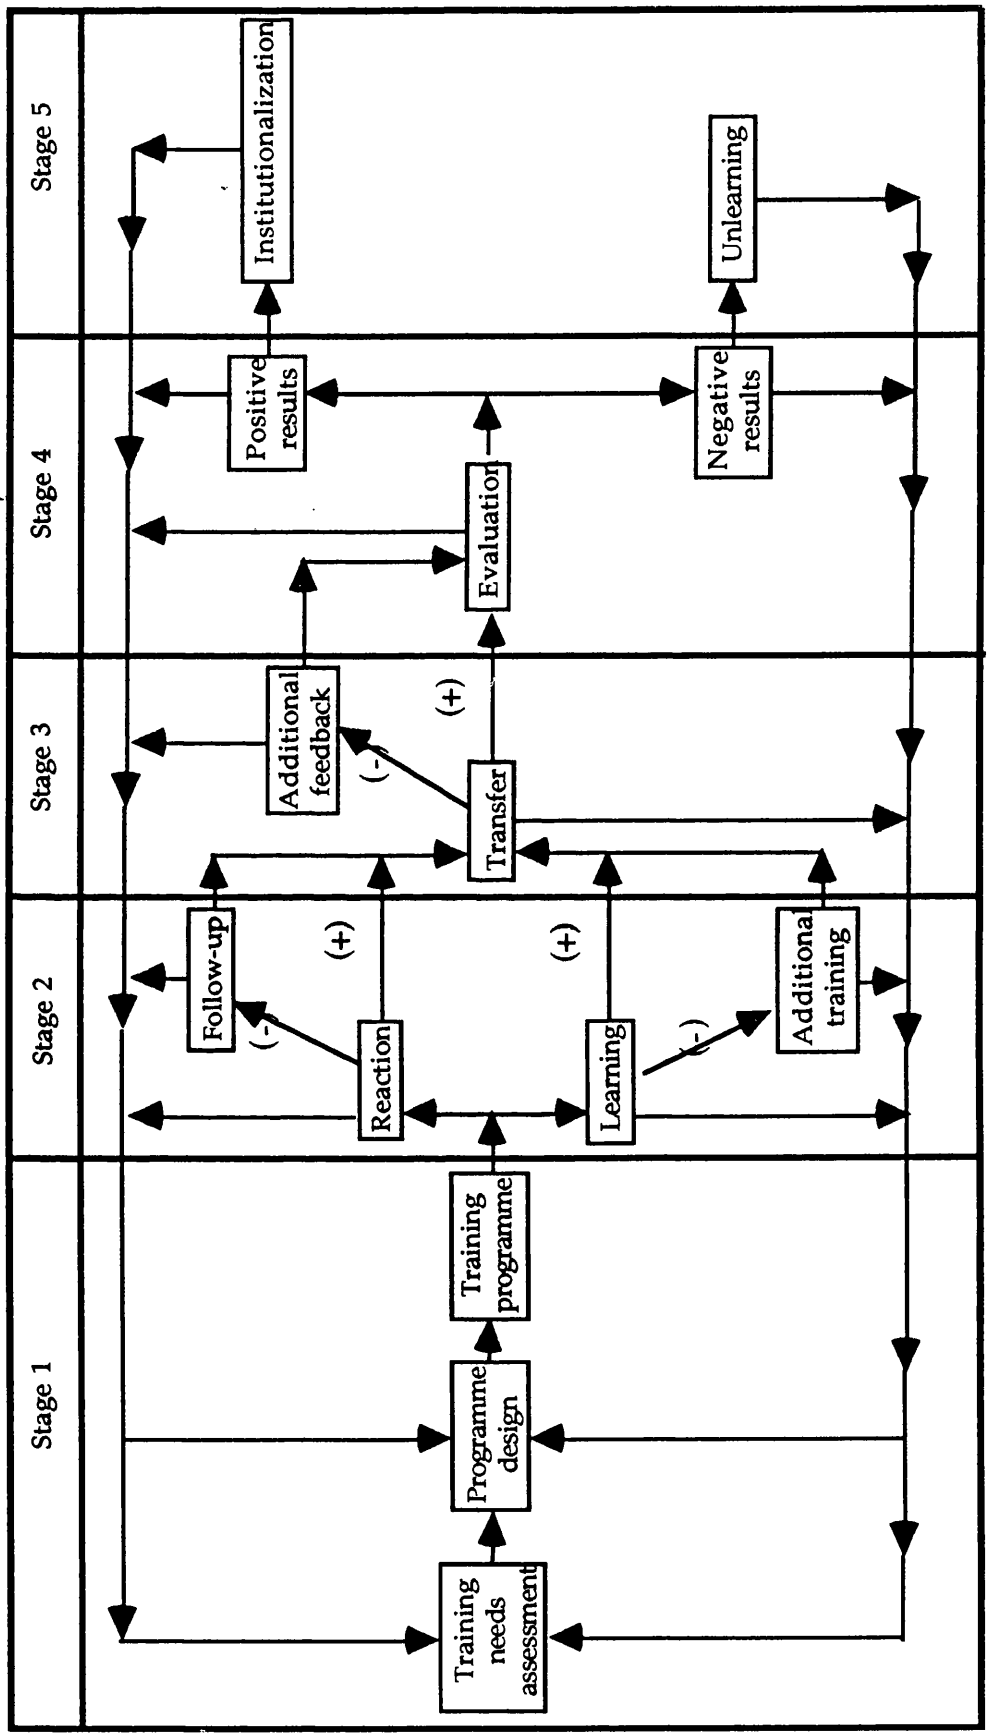 Stage 1
Stage 2
Stage 3
Stage 4
Stage 5
Training
needs
assessment
Programme
design
Training
programme
Follow-up
(-)
Reaction
(+)
Learning
(+)
(-)
Additional
training
Additional
feedback
(-)
Transfer
(+)
Evaluation
Positive
results
Negative
results
Institutionalization
Unlearning